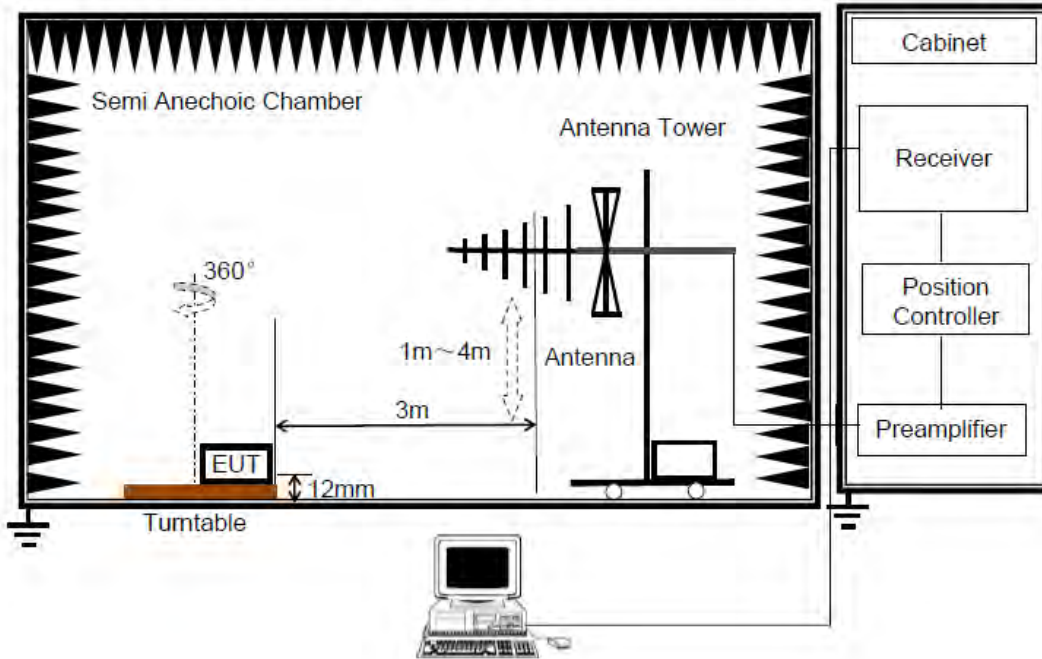 Cabinet
Semi Anechoic Chamber
Antenna Tower
Receiver
360°
Position
Controller
1m～4m
Antenna
3m
Preamplifier
EUT
12mm
Turntable